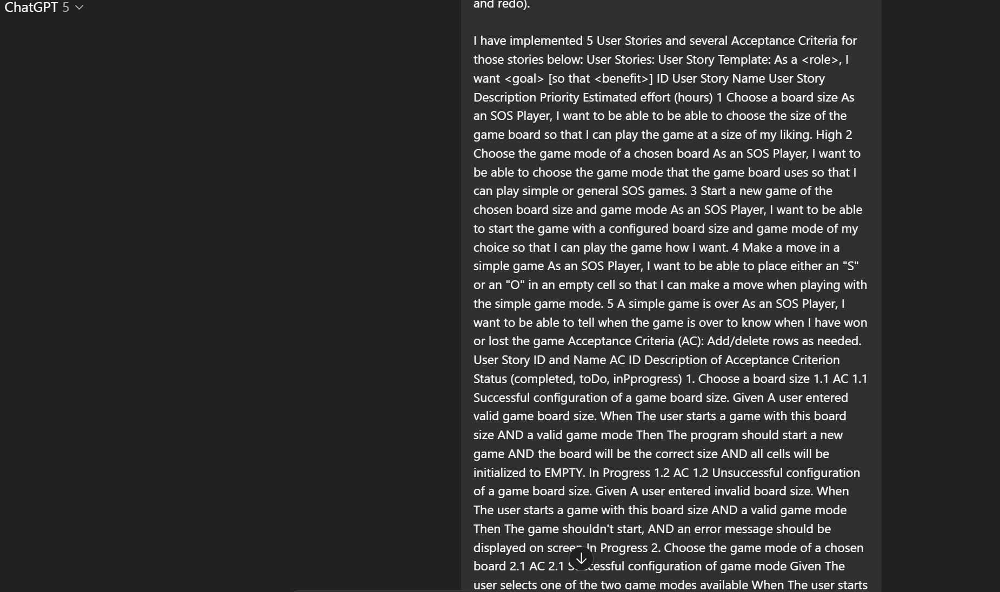 ChatGPT 5
and redo).
I have implemented 5 User Stories and several Acceptance Criteria for
those stories below: User Stories: User Story Template: As a <role>, I
want <goal> [so that <benefit>] ID User Story Name User Story
Description Priority Estimated effort (hours) 1 Choose a board size As
an SOS Player, I want to be able to be able to choose the size of the
game board so that I can play the game at a size of my liking. High 2
Choose the game mode of a chosen board As an SOS Player, I want to
be able to choose the game mode that the game board uses so that I
can play simple or general SOS games. 3 Start a new game of the
chosen board size and game mode As an SOS Player, I want to be able
to start the game with a configured board size and game mode of my
choice so that I can play the game how I want. 4 Make a move in a
simple game As an SOS Player, I want to be able to place either an "S"
or an "O" in an empty cell so that I can make a move when playing with
the simple game mode. 5 A simple game is over As an SOS Player, I
want to be able to tell when the game is over to know when I have won
or lost the game Acceptance Criteria (AC): Add/delete rows as needed.
User Story ID and Name AC ID Description of Acceptance Criterion
Status (completed, toDo, inPprogress) 1. Choose a board size 1.1 AC 1.1
Successful configuration of a game board size. Given A user entered
valid game board size. When The user starts a game with this board
size AND a valid game mode Then The program should start a new
game AND the board will be the correct size AND all cells will be
initialized to EMPTY. In Progress 1.2 AC 1.2 Unsuccessful configuration
of a game board size. Given A user entered invalid board size. When
The user starts a game with this board size AND a valid game mode
Then The game shouldn't start, AND an error message should be
displayed on screen In Progress 2. Choose the game mode of a chosen
board 2.1 AC 2.1 Successful configuration of game mode Given The
user selects one of the two game modes available When The user starts